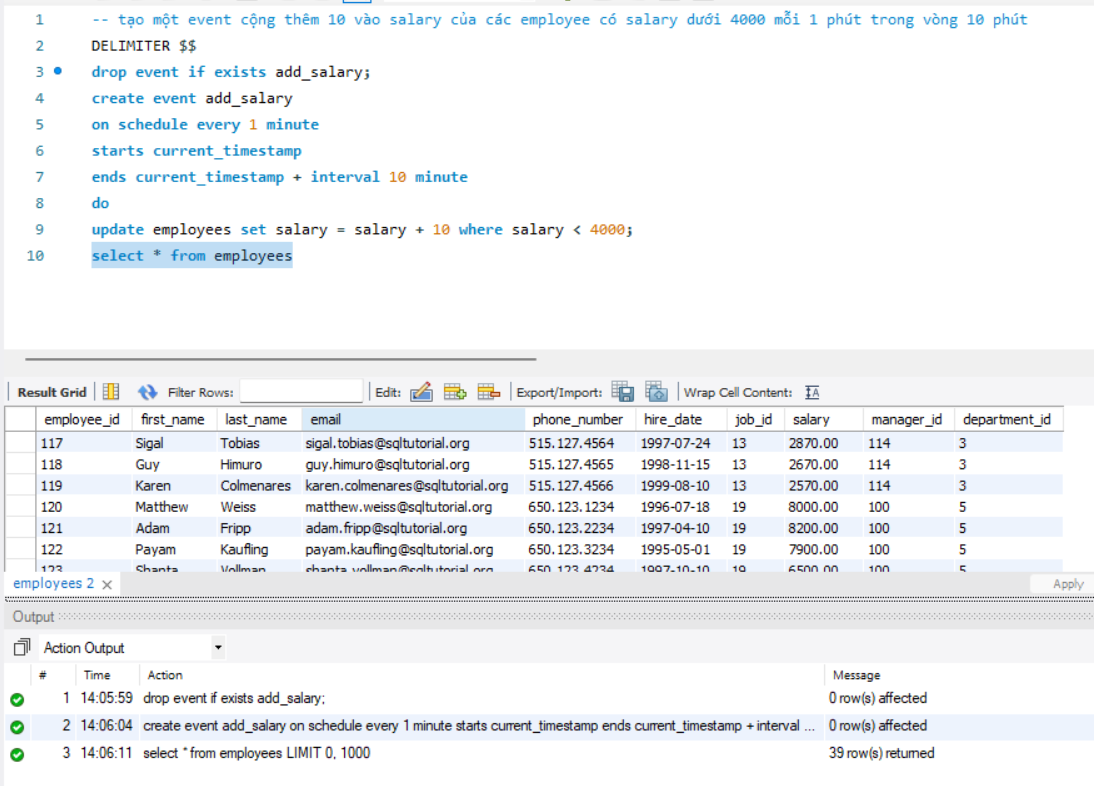 1 -- tạo một event cộng thêm 10 vào salary của các employee có salary dưới 4000 mỗi 1 phút trong vòng 10 phút
2 DELIMITER $$
3 drop event if exists add_salary;
4 create event add_salary
5 on schedule every 1 minute
6 starts current_timestamp
7 ends current_timestamp + interval 10 minute
8 do
9 update employees set salary = salary + 10 where salary < 4000;
10 select * from employees
Result Grid Filter Rows: Edit: Export/Import: Wrap Cell Content:
employee_id first_name last_name email phone_number hire_date job_id salary manager_id department_id
117 Sigal Tobias sigal.tobias@sqltutorial.org 515.127.4564 1997-07-24 13 2870.00 114 3
118 Guy Himuro guy.himuro@sqltutorial.org 515.127.4565 1998-11-15 13 2670.00 114 3
119 Karen Colmenares karen.colmenares@sqltutorial.org 515.127.4566 1999-08-10 13 2570.00 114 3
120 Matthew Weiss matthew.weiss@sqltutorial.org 650.123.1234 1996-07-18 19 8000.00 100 5
121 Adam Fripp adam.fripp@sqltutorial.org 650.123.2234 1997-04-10 19 8200.00 100 5
122 Payam Kaufling payam.kaufling@sqltutorial.org 650.123.3234 1995-05-01 19 7900.00 100 5
123 Shanta Vollman shanta.vollman@sqltutorial.org 650.123.4234 1997-10-10 19 6500.00 100 5
employees 2 Apply
Output
Action Output
# Time Action Message
1 14:05:59 drop event if exists add_salary; 0 row(s) affected
2 14:06:04 create event add_salary on schedule every 1 minute starts current_timestamp ends current_timestamp + interval ... 0 row(s) affected
3 14:06:11 select * from employees LIMIT 0, 1000 39 row(s) returned